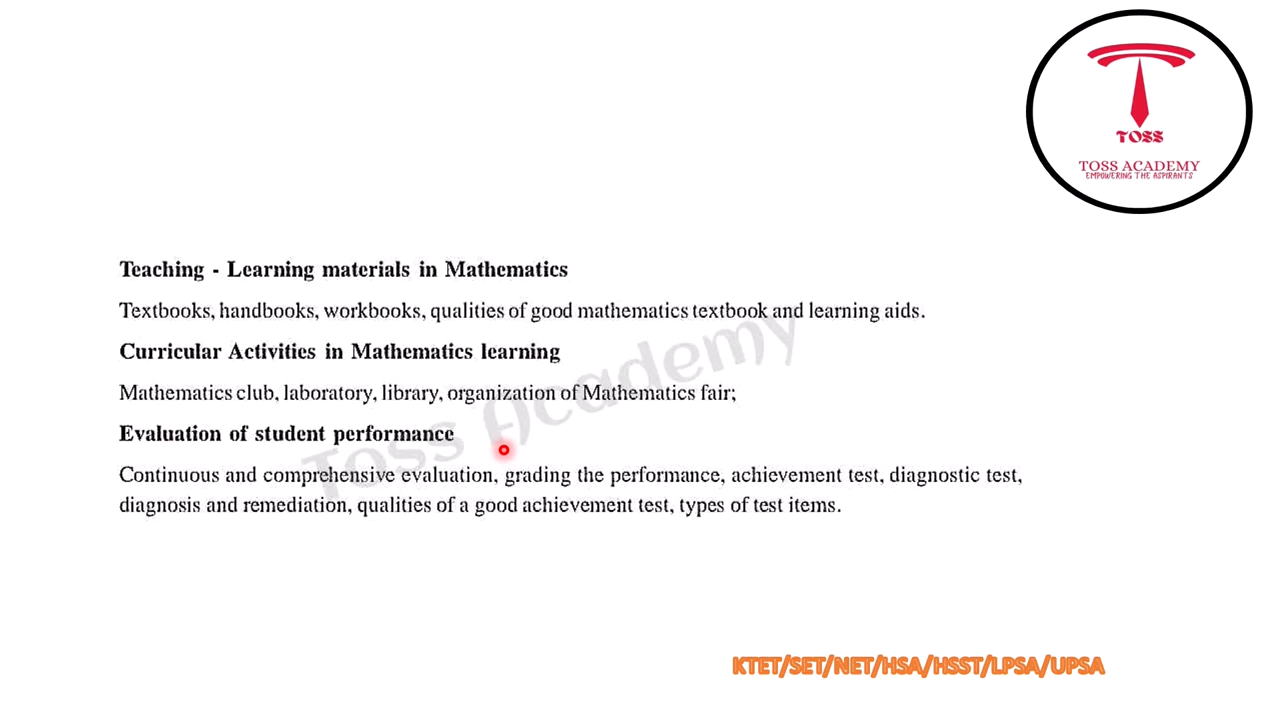 TOSS
TOSS ACADEMY
EMPOWERING THE ASPIRANTS
Teaching - Learning materials in Mathematics
Textbooks, handbooks, workbooks, qualities of good mathematics textbook and learning aids.
Curricular Activities in Mathematics learning
Mathematics club, laboratory, library, organization of Mathematics fair;
Evaluation of student performance
Continuous and comprehensive evaluation, grading the performance, achievement test, diagnostic test,
diagnosis and remediation, qualities of a good achievement test, types of test items.
Toss Academy
KTET/SET/NET/HSA/HSST/LPSA/UPSA